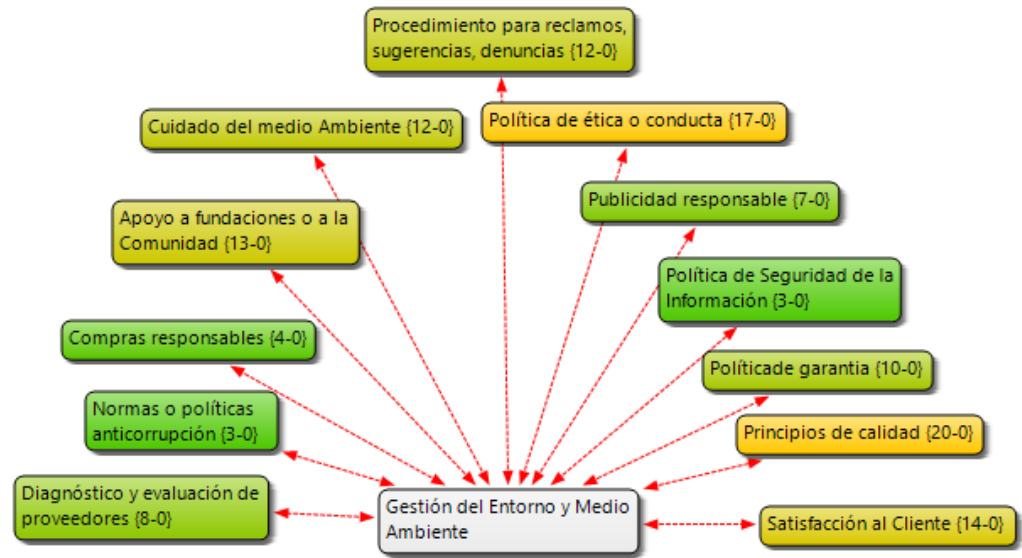 Procedimiento para reclamos,
sugerencias, denuncias {12-0}
Cuidado del medio Ambiente {12-0}
Política de ética o conducta {17-0}
Apoyo a fundaciones o a la
Comunidad {13-0}
Publicidad responsable {7-0}
Política de Seguridad de la
Información {3-0}
Compras responsables {4-0}
Políticade garantia {10-0}
Normas o políticas
anticorrupción {3-0}
Principios de calidad {20-0}
Diagnóstico y evaluación de
proveedores {8-0}
Gestión del Entorno y Medio
Ambiente
Satisfacción al Cliente {14-0}